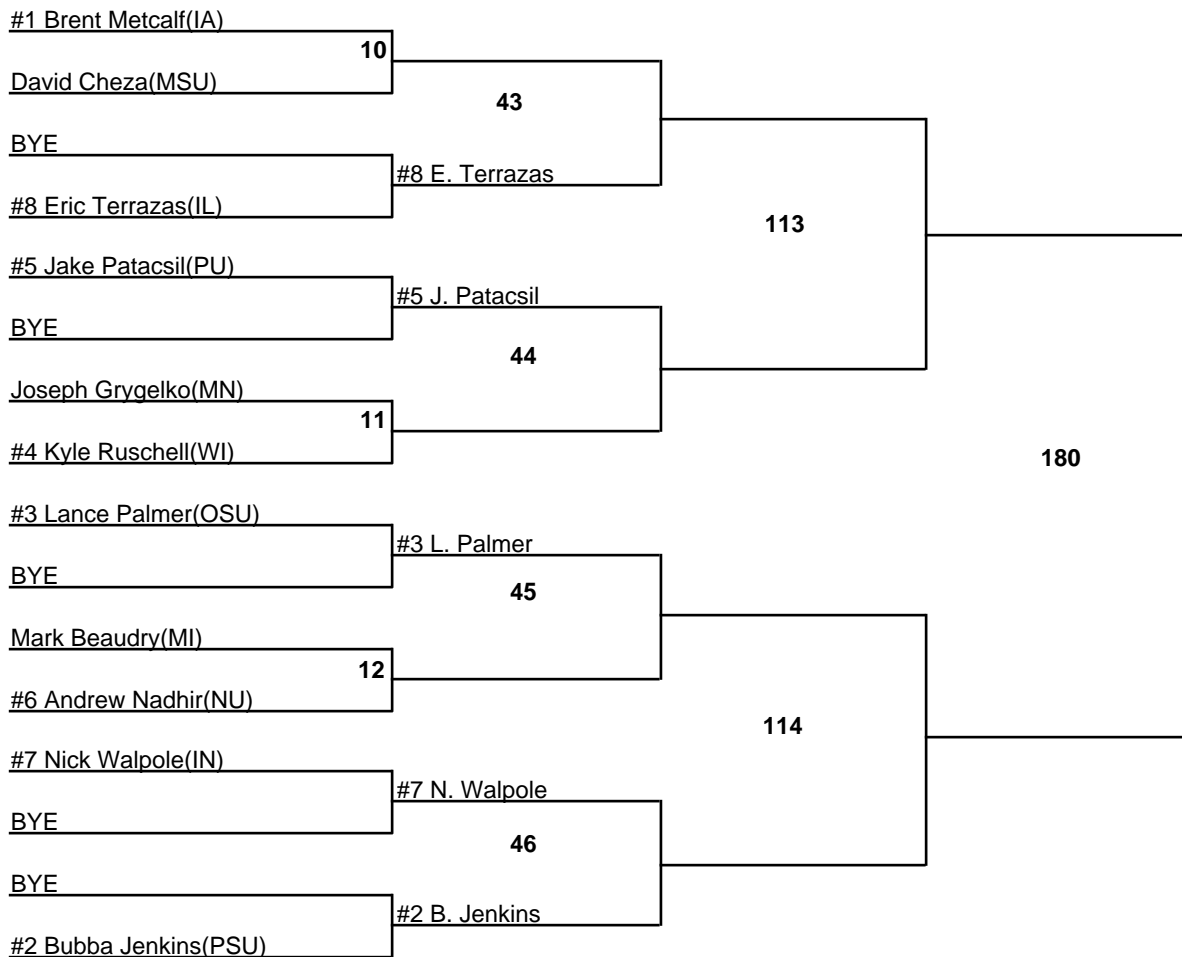 #1 Brent Metcalf(IA)
10
David Cheza(MSU)
43
BYE
#8 E. Terrazas
#8 Eric Terrazas(IL)
113
#5 Jake Patacsil(PU)
#5 J. Patacsil
BYE
44
Joseph Grygelko(MN)
11
#4 Kyle Ruschell(WI)
180
#3 Lance Palmer(OSU)
#3 L. Palmer
BYE
45
Mark Beaudry(MI)
12
#6 Andrew Nadhir(NU)
114
#7 Nick Walpole(IN)
#7 N. Walpole
BYE
46
BYE
#2 B. Jenkins
#2 Bubba Jenkins(PSU)